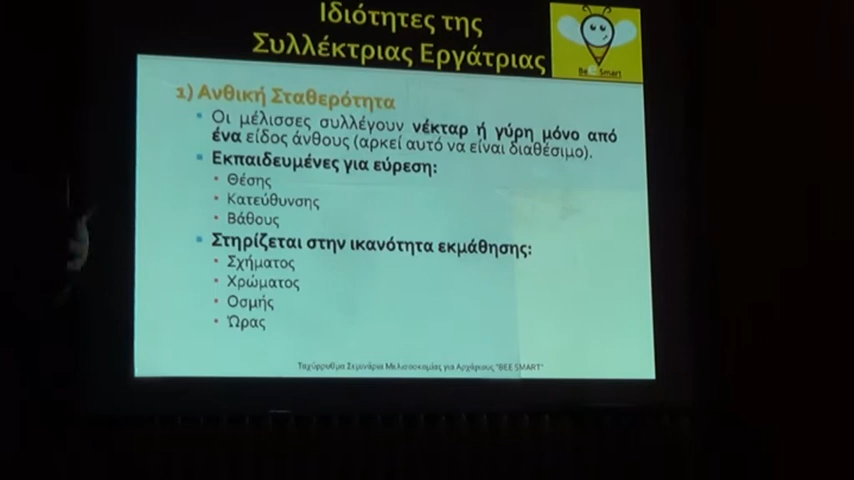 Ιδιότητες της
Συλλέκτριας Εργάτριας
Bee Smart
1) Ανθική Σταθερότητα
Οι μέλισσες συλλέγουν νέκταρ ή γύρη μόνο από
ένα είδος άνθους (αρκεί αυτό να είναι διαθέσιμο).
Εκπαιδευμένες για εύρεση:
Θέσης
Κατεύθυνσης
Βάθους
Στηρίζεται στην ικανότητα εκμάθησης:
Σχήματος
Χρώματος
Οσμής
Ώρας
Ταχύρρυθμα Σεμινάρια Μελισσοκομίας για Αρχάριους "BEE SMART"